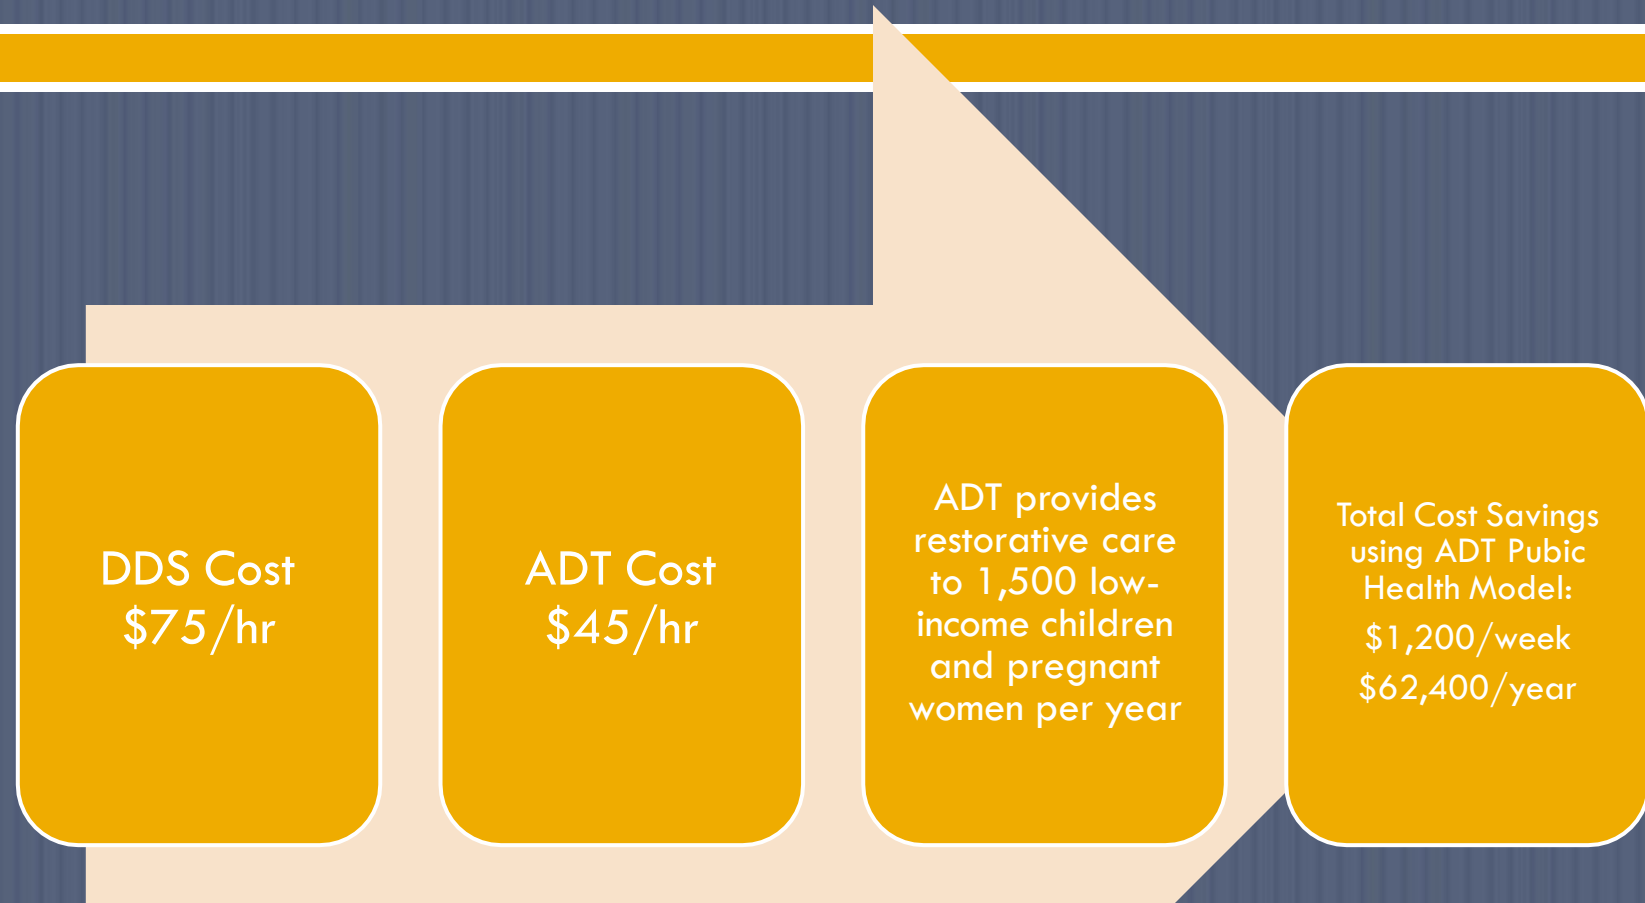 DDS Cost
$75/hr
ADT Cost
$45/hr
ADT provides
restorative care
to 1,500 low-
income children
and pregnant
women per year
Total Cost Savings
using ADT Pubic
Health Model:
$1,200/week
$62,400/year